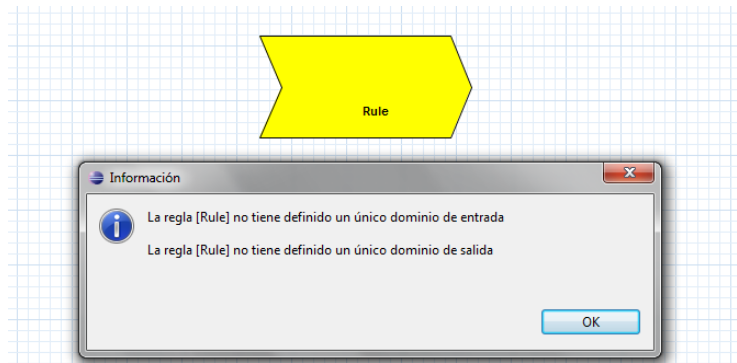 Rule
Información
La regla [Rule] no tiene definido un único dominio de entrada
La regla [Rule] no tiene definido un único dominio de salida
OK